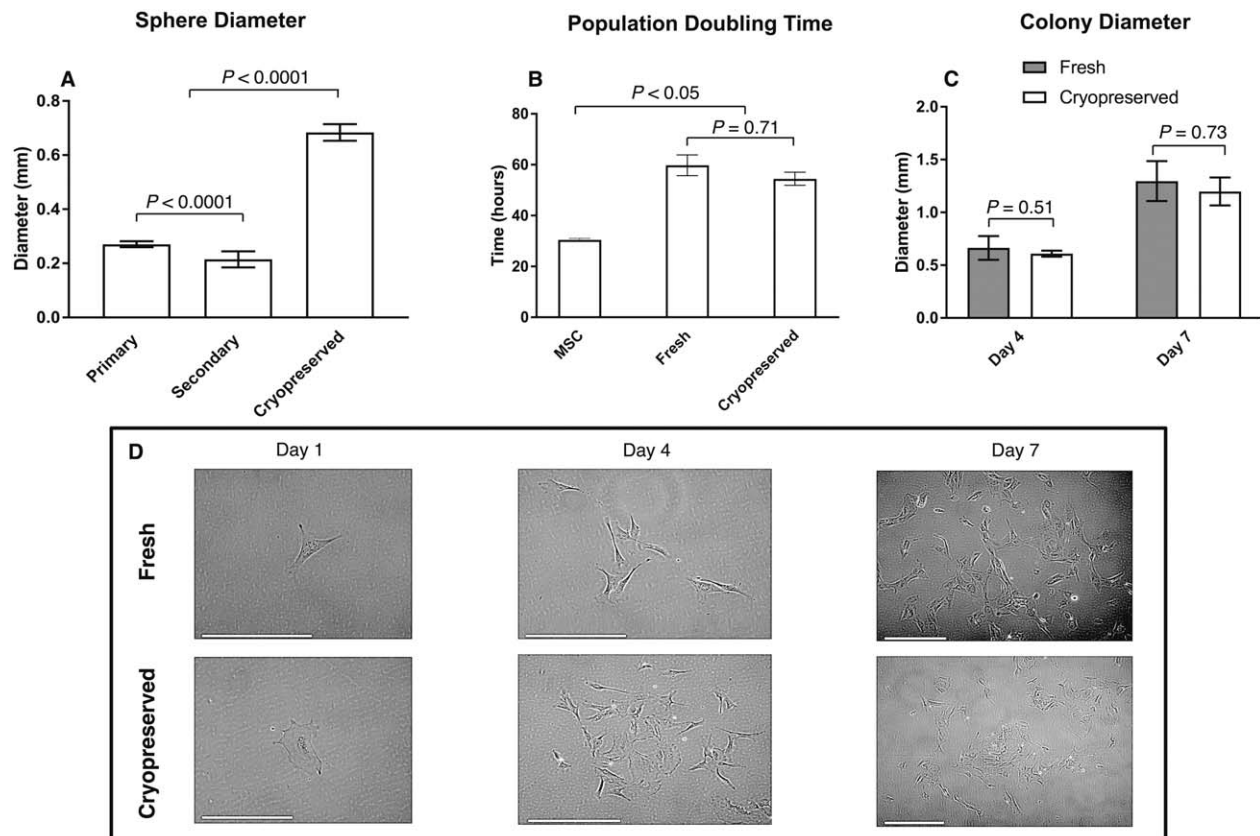 Sphere Diameter
A
P < 0.0001
P < 0.0001
Diameter (mm)
0.8
0.6
0.4
0.2
0.0
Primary
Secondary
Cryopreserved
Population Doubling Time
B
P < 0.05
P = 0.71
Time (hours)
80
60
40
20
0
MSC
Fresh
Cryopreserved
Colony Diameter
C
Fresh
Cryopreserved
P = 0.73
P = 0.51
Diameter (mm)
2.0
1.5
1.0
0.5
0.0
Day 4
Day 7
D
Day 1
Day 4
Day 7
Fresh
Cryopreserved